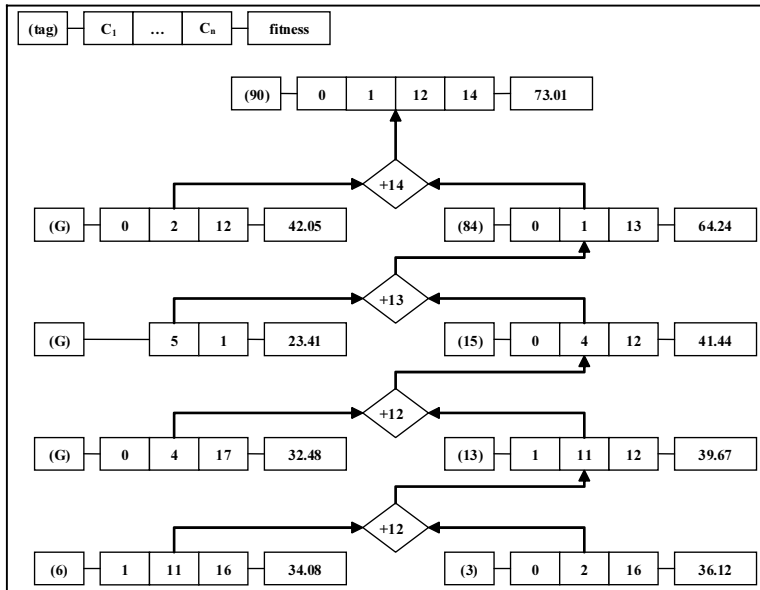 (tag) C1 … Cn fitness
(90) 0 1 12 14 73.01
+14
(G) 0 2 12 42.05 (84) 0 1 13 64.24
+13
(G) 5 1 23.41 (15) 0 4 12 41.44
+12
(G) 0 4 17 32.48 (13) 1 11 12 39.67
+12
(6) 1 11 16 34.08 (3) 0 2 16 36.12